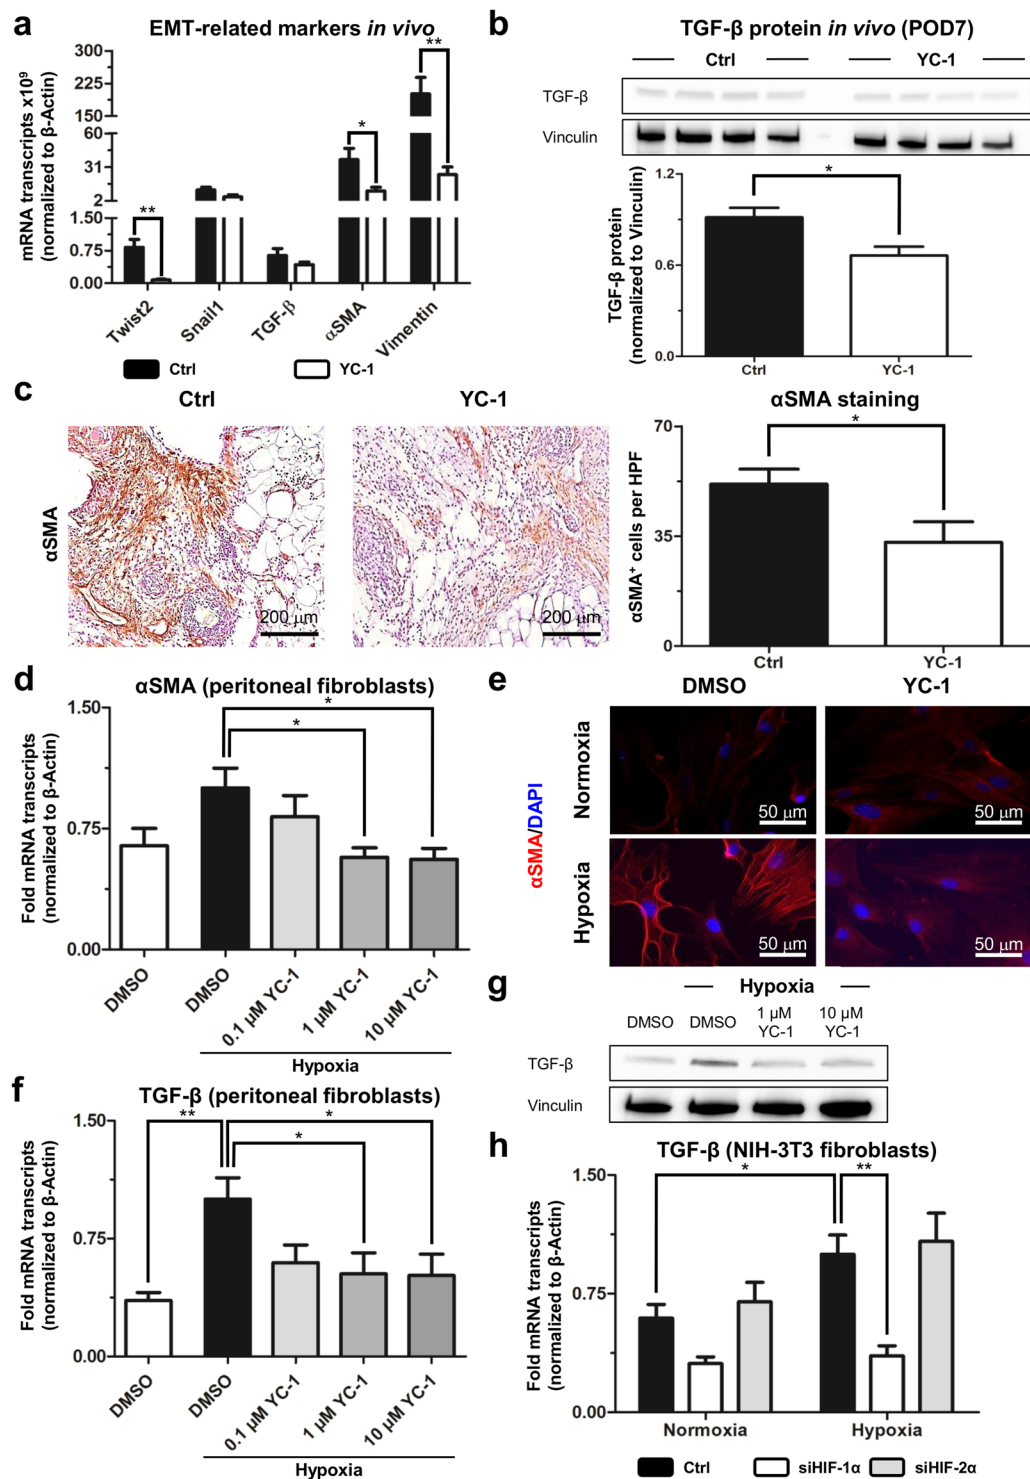 a
EMT-related markers in vivo
mRNA transcripts x10⁹
(normalized to β-Actin)
300
225
150
60
31
2
1.50
0.75
0.00
**
*
**
Twist2
Snail1
TGF-β
αSMA
Vimentin
Ctrl
YC-1
b
TGF-β protein in vivo (POD7)
Ctrl
YC-1
TGF-β
Vinculin
TGF-β protein
(normalized to Vinculin)
1.2
0.6
0.0
*
Ctrl
YC-1
c
Ctrl
YC-1
αSMA
200 µm
200 µm
αSMA staining
αSMA⁺ cells per HPF
70
35
0
*
Ctrl
YC-1
d
αSMA (peritoneal fibroblasts)
Fold mRNA transcripts
(normalized to β-Actin)
1.50
0.75
0.00
*
*
DMSO
DMSO
0.1 µM YC-1
1 µM YC-1
10 µM YC-1
Hypoxia
e
DMSO
YC-1
αSMA/DAPI
Normoxia
Hypoxia
50 µm
50 µm
50 µm
50 µm
f
TGF-β (peritoneal fibroblasts)
Fold mRNA transcripts
(normalized to β-Actin)
1.50
0.75
0.00
**
*
*
DMSO
DMSO
0.1 µM YC-1
1 µM YC-1
10 µM YC-1
Hypoxia
g
Hypoxia
DMSO
DMSO
1 µM
YC-1
10 µM
YC-1
TGF-β
Vinculin
h
TGF-β (NIH-3T3 fibroblasts)
Fold mRNA transcripts
(normalized to β-Actin)
1.50
0.75
0.00
*
**
Normoxia
Hypoxia
Ctrl
siHIF-1α
siHIF-2α